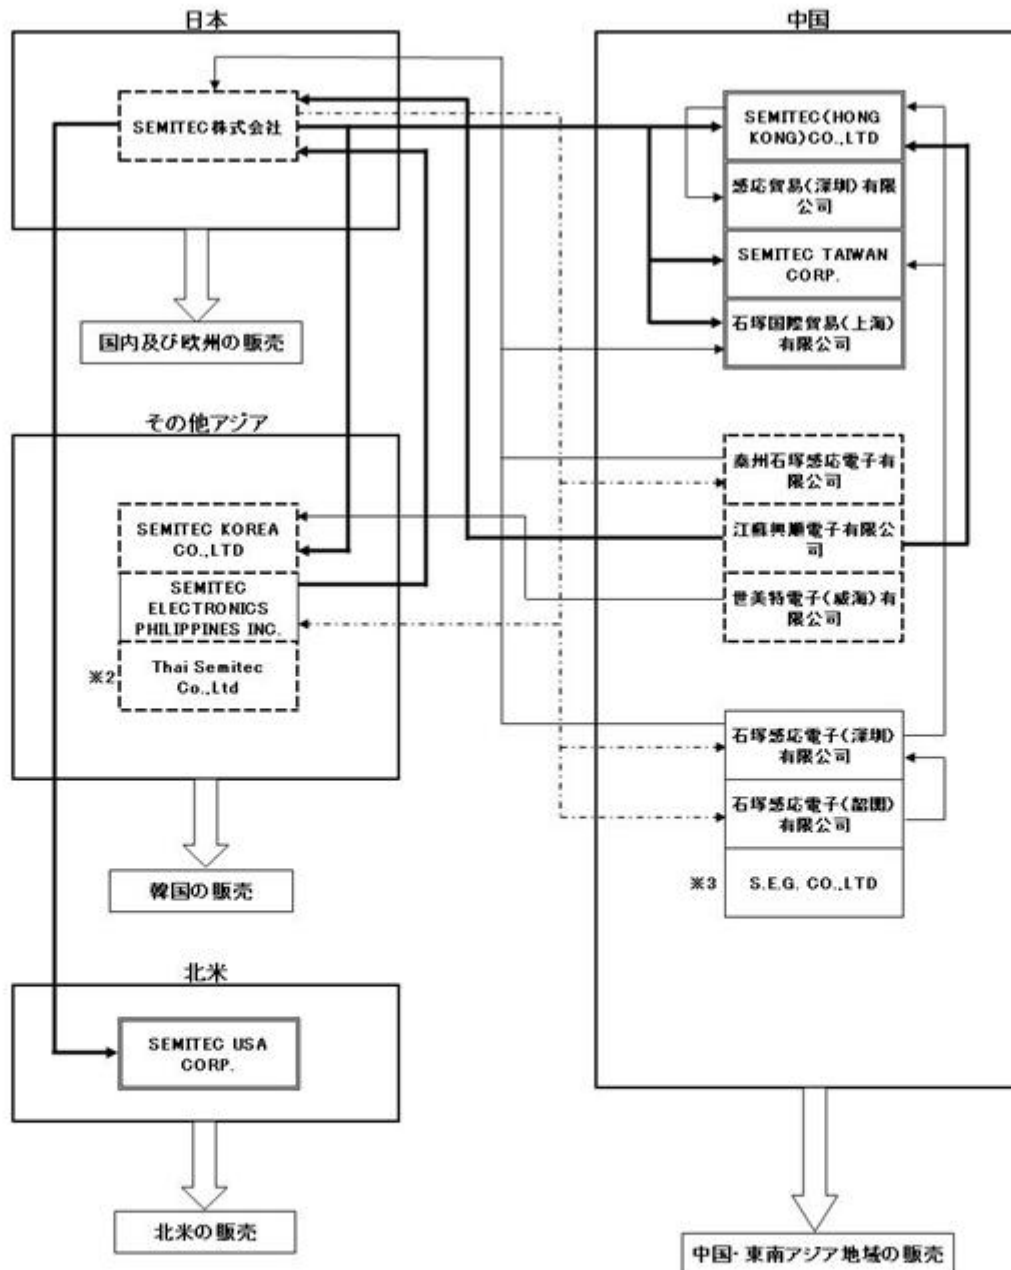 日本
SEMITEC株式会社
国内及び欧州の販売
その他アジア
SEMITEC KOREA
CO.,LTD
SEMITEC
ELECTRONICS
PHILIPPINES INC.
※2
Thai Semitec
Co.,Ltd
韓国の販売
北米
SEMITEC USA
CORP.
北米の販売
中国
SEMITEC(HONG
KONG)CO.,LTD
感応貿易(深圳)有限
公司
SEMITEC TAIWAN
CORP.
石塚国際貿易(上海)
有限公司
泰州石塚感応電子有
限公司
江蘇興順電子有限公
司
世美特電子(威海)有
限公司
石塚感応電子(深圳)
有限公司
石塚感応電子(韶関)
有限公司
※3
S.E.G. CO.,LTD
中国・東南アジア地域の販売